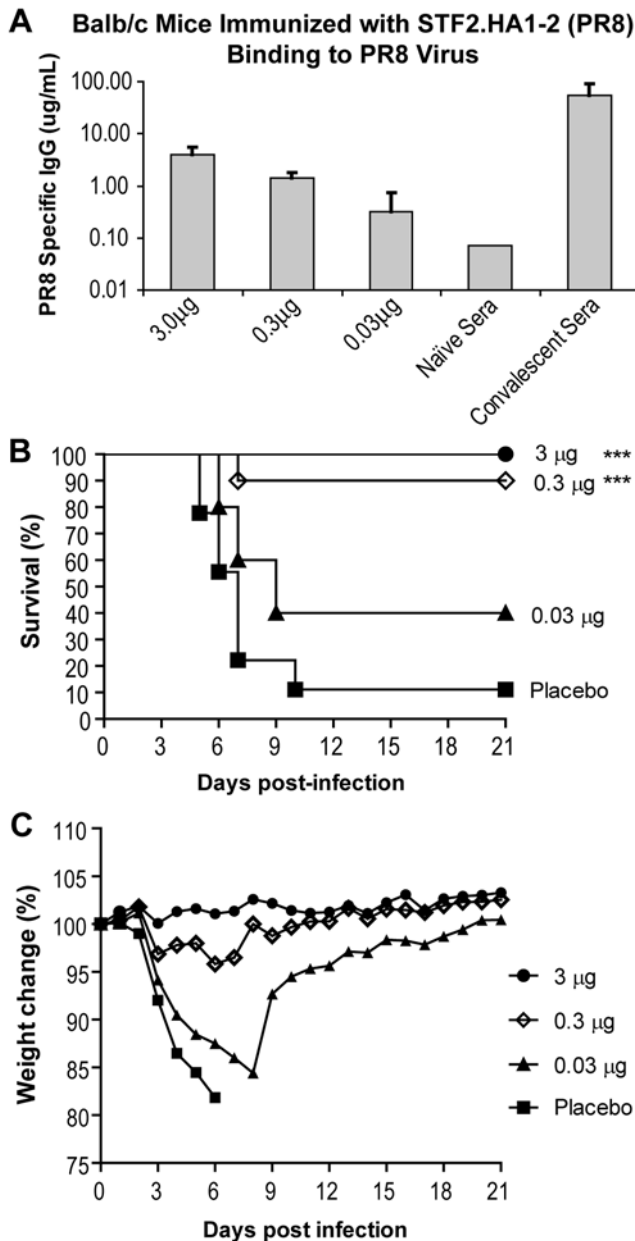 A
Balb/c Mice Immunized with STF2.HA1-2 (PR8)
Binding to PR8 Virus
PR8 Specific IgG (ug/mL)
100.00
10.00
1.00
0.10
0.01
3.0μg
0.3μg
0.03μg
Naïve Sera
Convalescent Sera
B
Survival (%)
100
90
80
70
60
50
40
30
20
10
0
0 3 6 9 12 15 18 21
Days post-infection
3 μg ***
0.3 μg ***
0.03 μg
Placebo
C
Weight change (%)
110
105
100
95
90
85
80
75
0 3 6 9 12 15 18 21
Days post infection
3 μg
0.3 μg
0.03 μg
Placebo